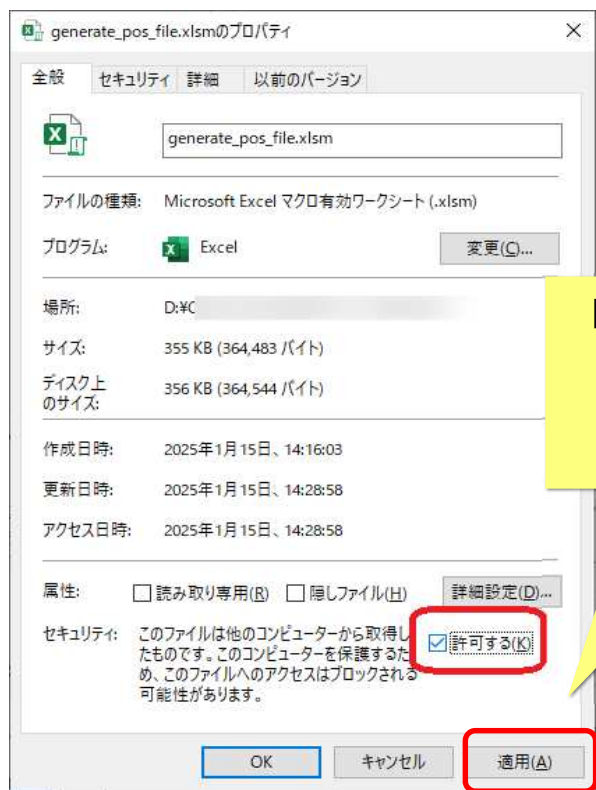 generate_pos_file.xlsmのプロパティ
全般 セキュリティ 詳細 以前のバージョン
generate_pos_file.xlsm
ファイルの種類: Microsoft Excel マクロ有効ワークシート (.xlsm)
プログラム: Excel 変更(C)...
場所: D:¥
サイズ: 355 KB (364,483 バイト)
ディスク上
のサイズ: 356 KB (364,544 バイト)
作成日時: 2025年1月15日、14:16:03
更新日時: 2025年1月15日、14:28:58
アクセス日時: 2025年1月15日、14:28:58
属性: 読み取り専用(R) 隠しファイル(H) 詳細設定(D)...
セキュリティ: このファイルは他のコンピューターから取得し 許可する(K)
たものです。このコンピューターを保護するた
め、このファイルへのアクセスはブロックされる
可能性があります。
OK キャンセル 適用(A)